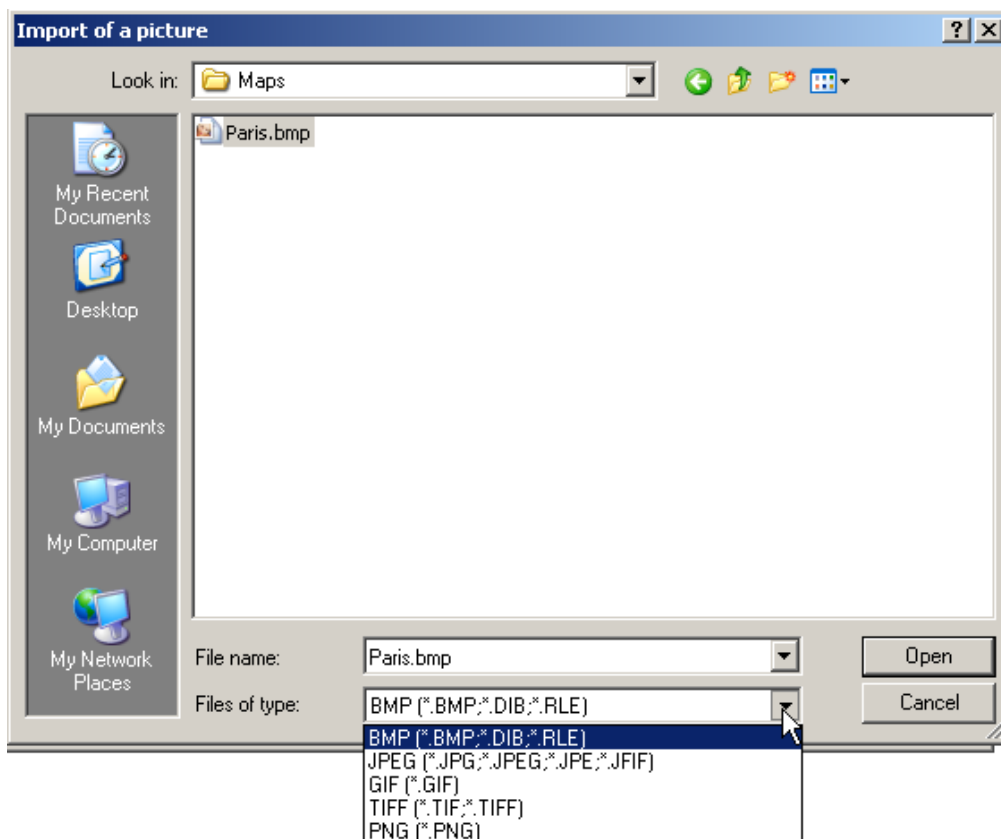 Import of a picture
Look in:
Maps
Paris.bmp
My Recent
Documents
Desktop
My Documents
My Computer
My Network
Places
File name:
Paris.bmp
Open
Files of type:
BMP (*.BMP;*.DIB;*.RLE)
Cancel
BMP (*.BMP;*.DIB;*.RLE)
JPEG (*.JPG;*.JPEG;*.JPE;*.JFIF)
GIF (*.GIF)
TIFF (*.TIF;*.TIFF)
PNG (*.PNG)